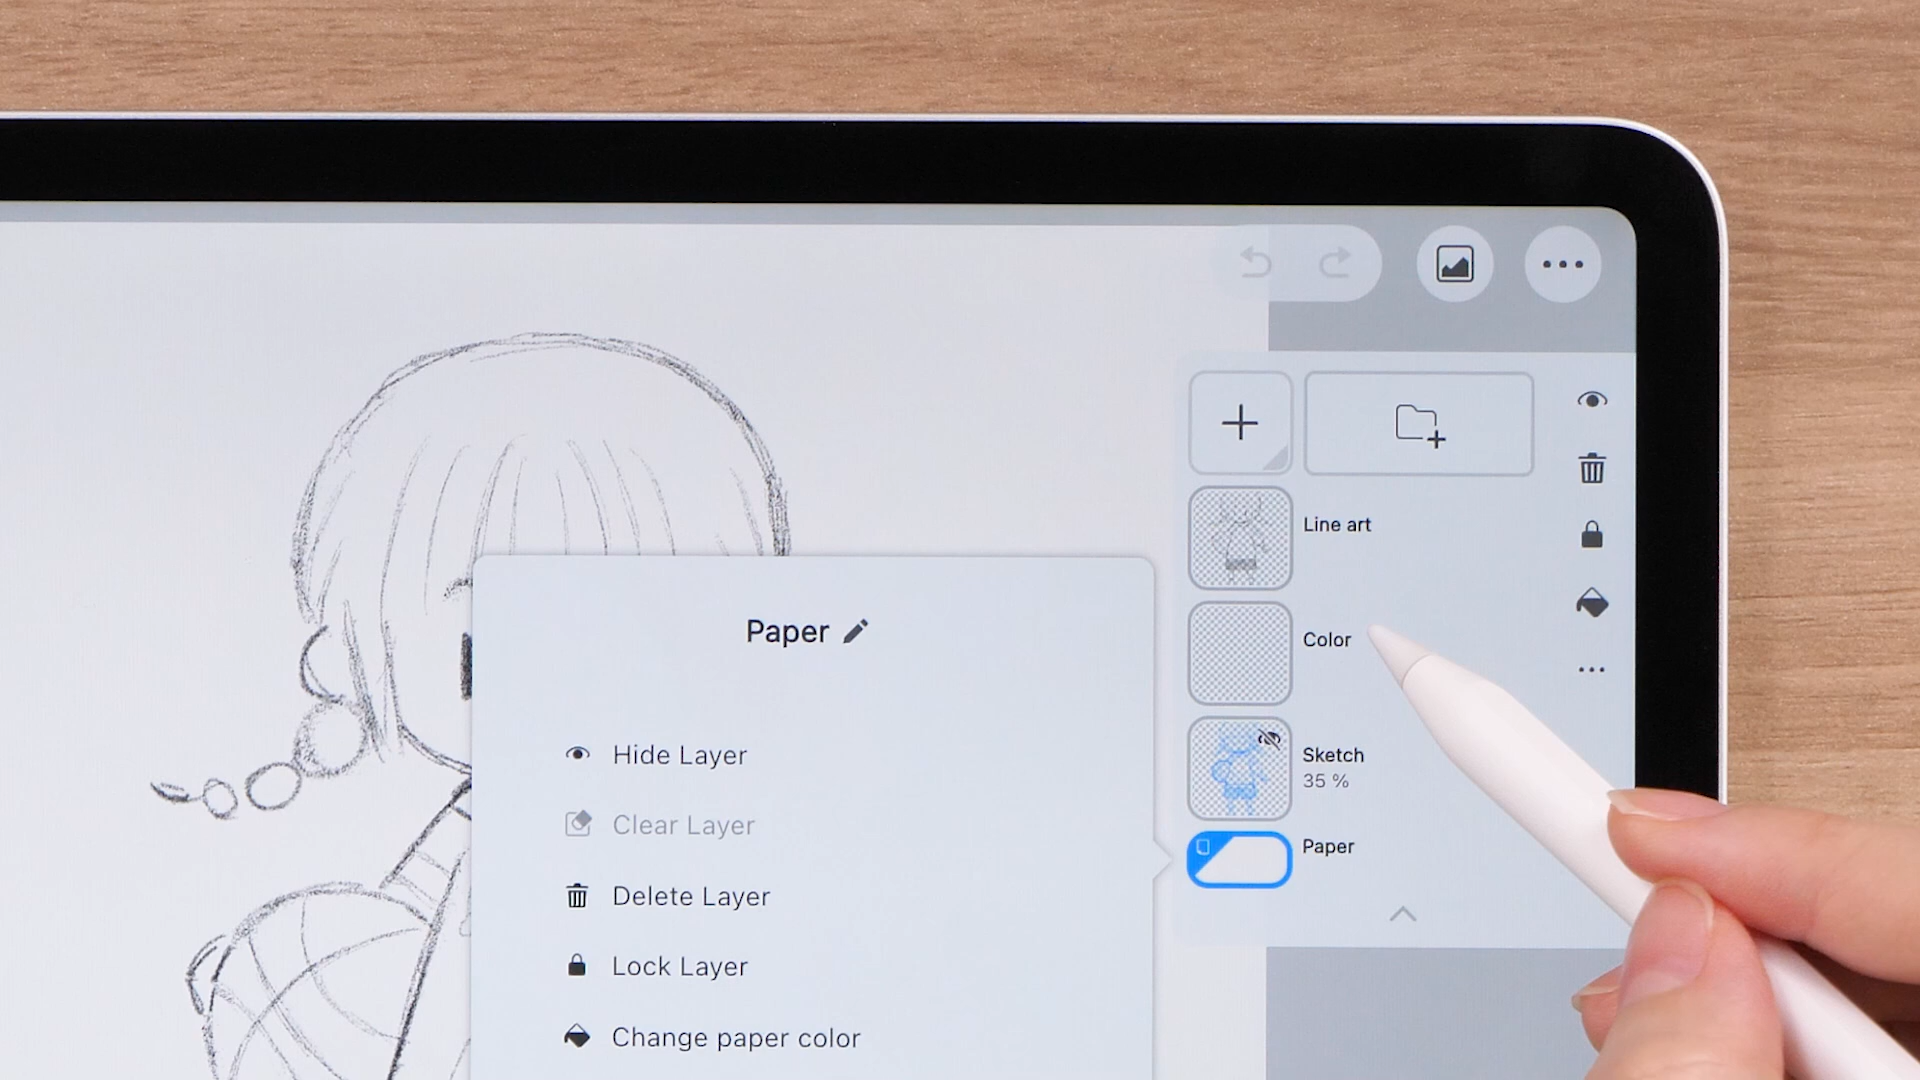 Line art
Color
Sketch
35 %
Paper
Paper
Hide Layer
Clear Layer
Delete Layer
Lock Layer
Change paper color